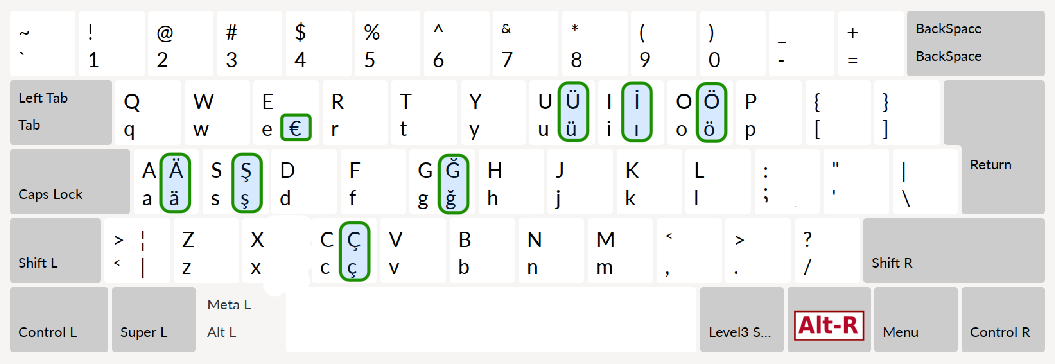 ~ ! @ # $ % ^ & * ( ) _ + BackSpace
` 1 2 3 4 5 6 7 8 9 0 - = BackSpace
Left Tab Q W E R T Y U Ü I İ O Ö P { }
Tab q w e € r t y u ü i ı o ö p [ ]
A Ä S Ş D F G Ğ H J K L : " | Return
Caps Lock a ä s ş d f g ğ h j k l ; ' \
> ¦ Z X C Ç V B N M < > ?
Shift L < | z x c ç v b n m , . / Shift R
Meta L
Control L Super L Alt L Level3 S... Alt-R Menu Control R